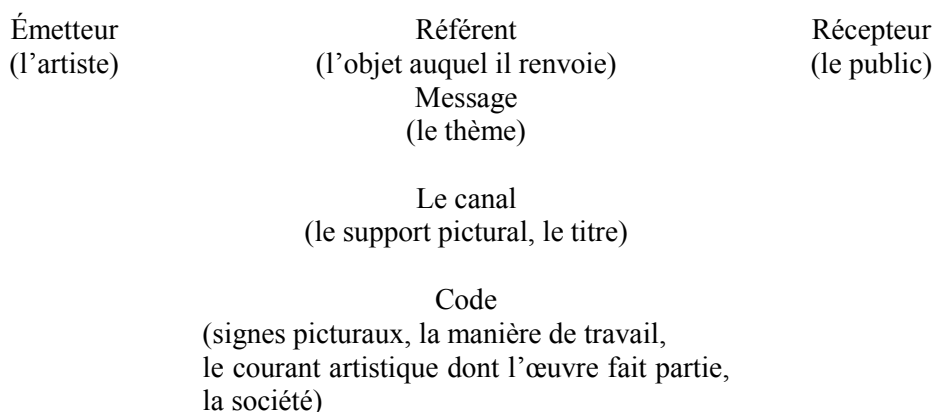 Émetteur Référent Récepteur
(l’artiste) (l’objet auquel il renvoie) (le public)
Message
(le thème)
Le canal
(le support pictural, le titre)
Code
(signes picturaux, la manière de travail,
le courant artistique dont l’œuvre fait partie,
la société)